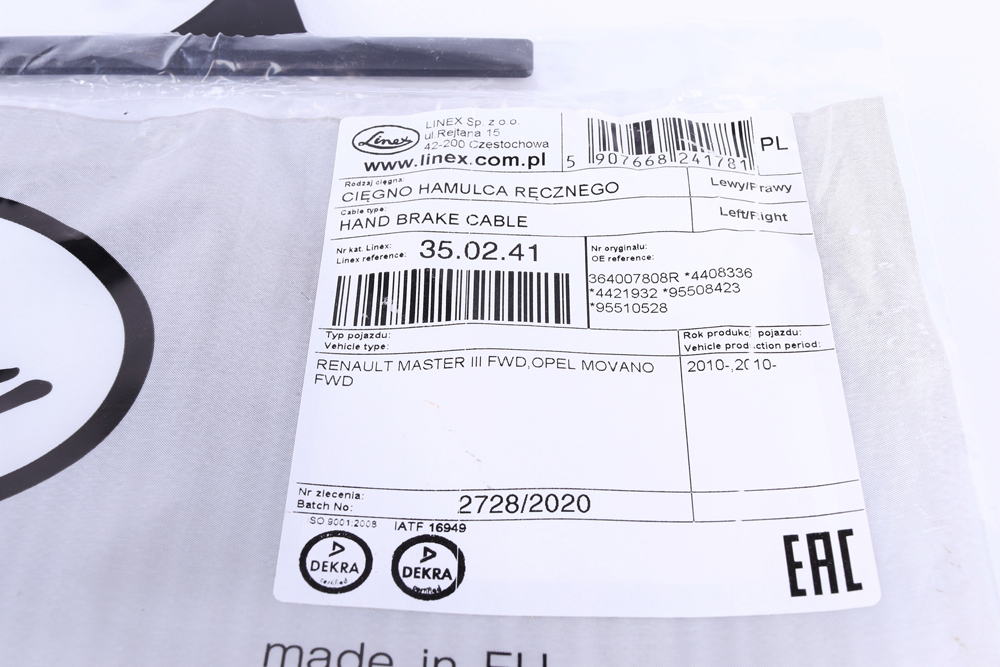 Linex
LINEX Sp. z o.o.
ul Rejtana 15
42-200 Częstochowa
www.linex.com.pl
5 907668 241781
PL
Rodzaj cięgna:
CIĘGNO HAMULCA RĘCZNEGO
Lewy/Prawy
Cable type:
HAND BRAKE CABLE
Left/Right
Nr kat. Linex:
Linex reference:
35.02.41
Nr oryginału:
OE reference:
364007808R *4408336
*4421932 *95508423
*95510528
Typ pojazdu:
Vehicle type:
Rok produkc pojazdu:
Vehicle production period:
RENAULT MASTER III FWD,OPEL MOVANO
FWD
2010-,2010-
Nr zlecenia:
Batch No:
2728/2020
ISO 9001:2008
IATF 16949
DEKRA
certified
DEKRA
certified
EAC
made in EU